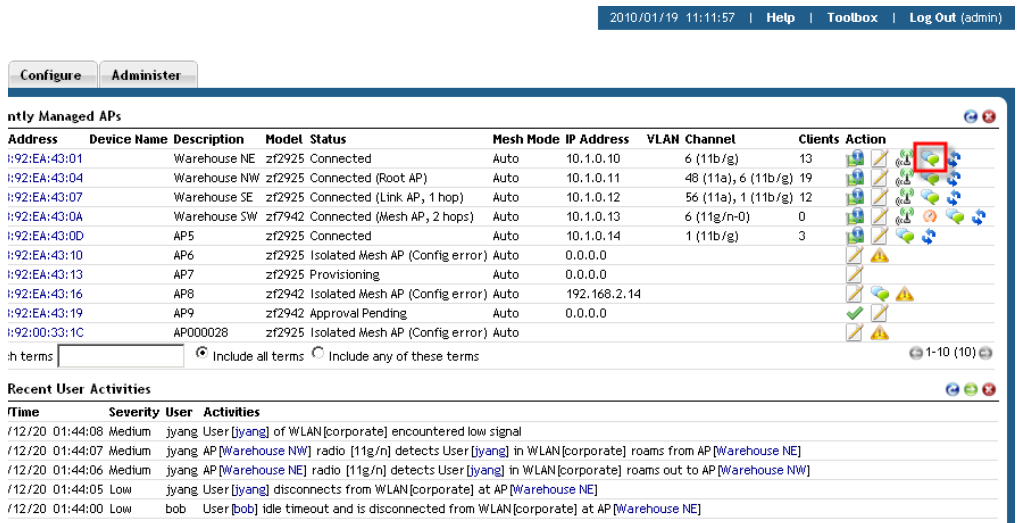 2010/01/19 11:11:57 | Help | Toolbox | Log Out (admin)
Configure Administer
ntly Managed APs
Address Device Name Description Model Status Mesh Mode IP Address VLAN Channel Clients Action
:92:EA:43:01 Warehouse NE zf2925 Connected Auto 10.1.0.10 6 (11b/g) 13
:92:EA:43:04 Warehouse NW zf2925 Connected (Root AP) Auto 10.1.0.11 48 (11a), 6 (11b/g) 19
:92:EA:43:07 Warehouse SE zf2925 Connected (Link AP, 1 hop) Auto 10.1.0.12 56 (11a), 1 (11b/g) 12
:92:EA:43:0A Warehouse SW zf7942 Connected (Mesh AP, 2 hops) Auto 10.1.0.13 6 (11g/n-0) 0
:92:EA:43:0D AP5 zf2925 Connected Auto 10.1.0.14 1 (11b/g) 3
:92:EA:43:10 AP6 zf2925 Isolated Mesh AP (Config error) Auto 0.0.0.0
:92:EA:43:13 AP7 zf2925 Provisioning Auto 0.0.0.0
:92:EA:43:16 AP8 zf2942 Isolated Mesh AP (Config error) Auto 192.168.2.14
:92:EA:43:19 AP9 zf2942 Approval Pending Auto 0.0.0.0
:92:00:33:1C AP000028 zf2925 Isolated Mesh AP (Config error) Auto
h terms Include all terms Include any of these terms 1-10 (10)
Recent User Activities
/Time Severity User Activities
/12/20 01:44:08 Medium jyang User[jyang] of WLAN[corporate] encountered low signal
/12/20 01:44:07 Medium jyang AP[Warehouse NW] radio [11g/n] detects User[jyang] in WLAN[corporate] roams from AP[Warehouse NE]
/12/20 01:44:06 Medium jyang AP[Warehouse NE] radio [11g/n] detects User[jyang] in WLAN[corporate] roams out to AP[Warehouse NW]
/12/20 01:44:05 Low jyang User[jyang] disconnects from WLAN[corporate] at AP[Warehouse NE]
/12/20 01:44:00 Low bob User[bob] idle timeout and is disconnected from WLAN[corporate] at AP[Warehouse NE]